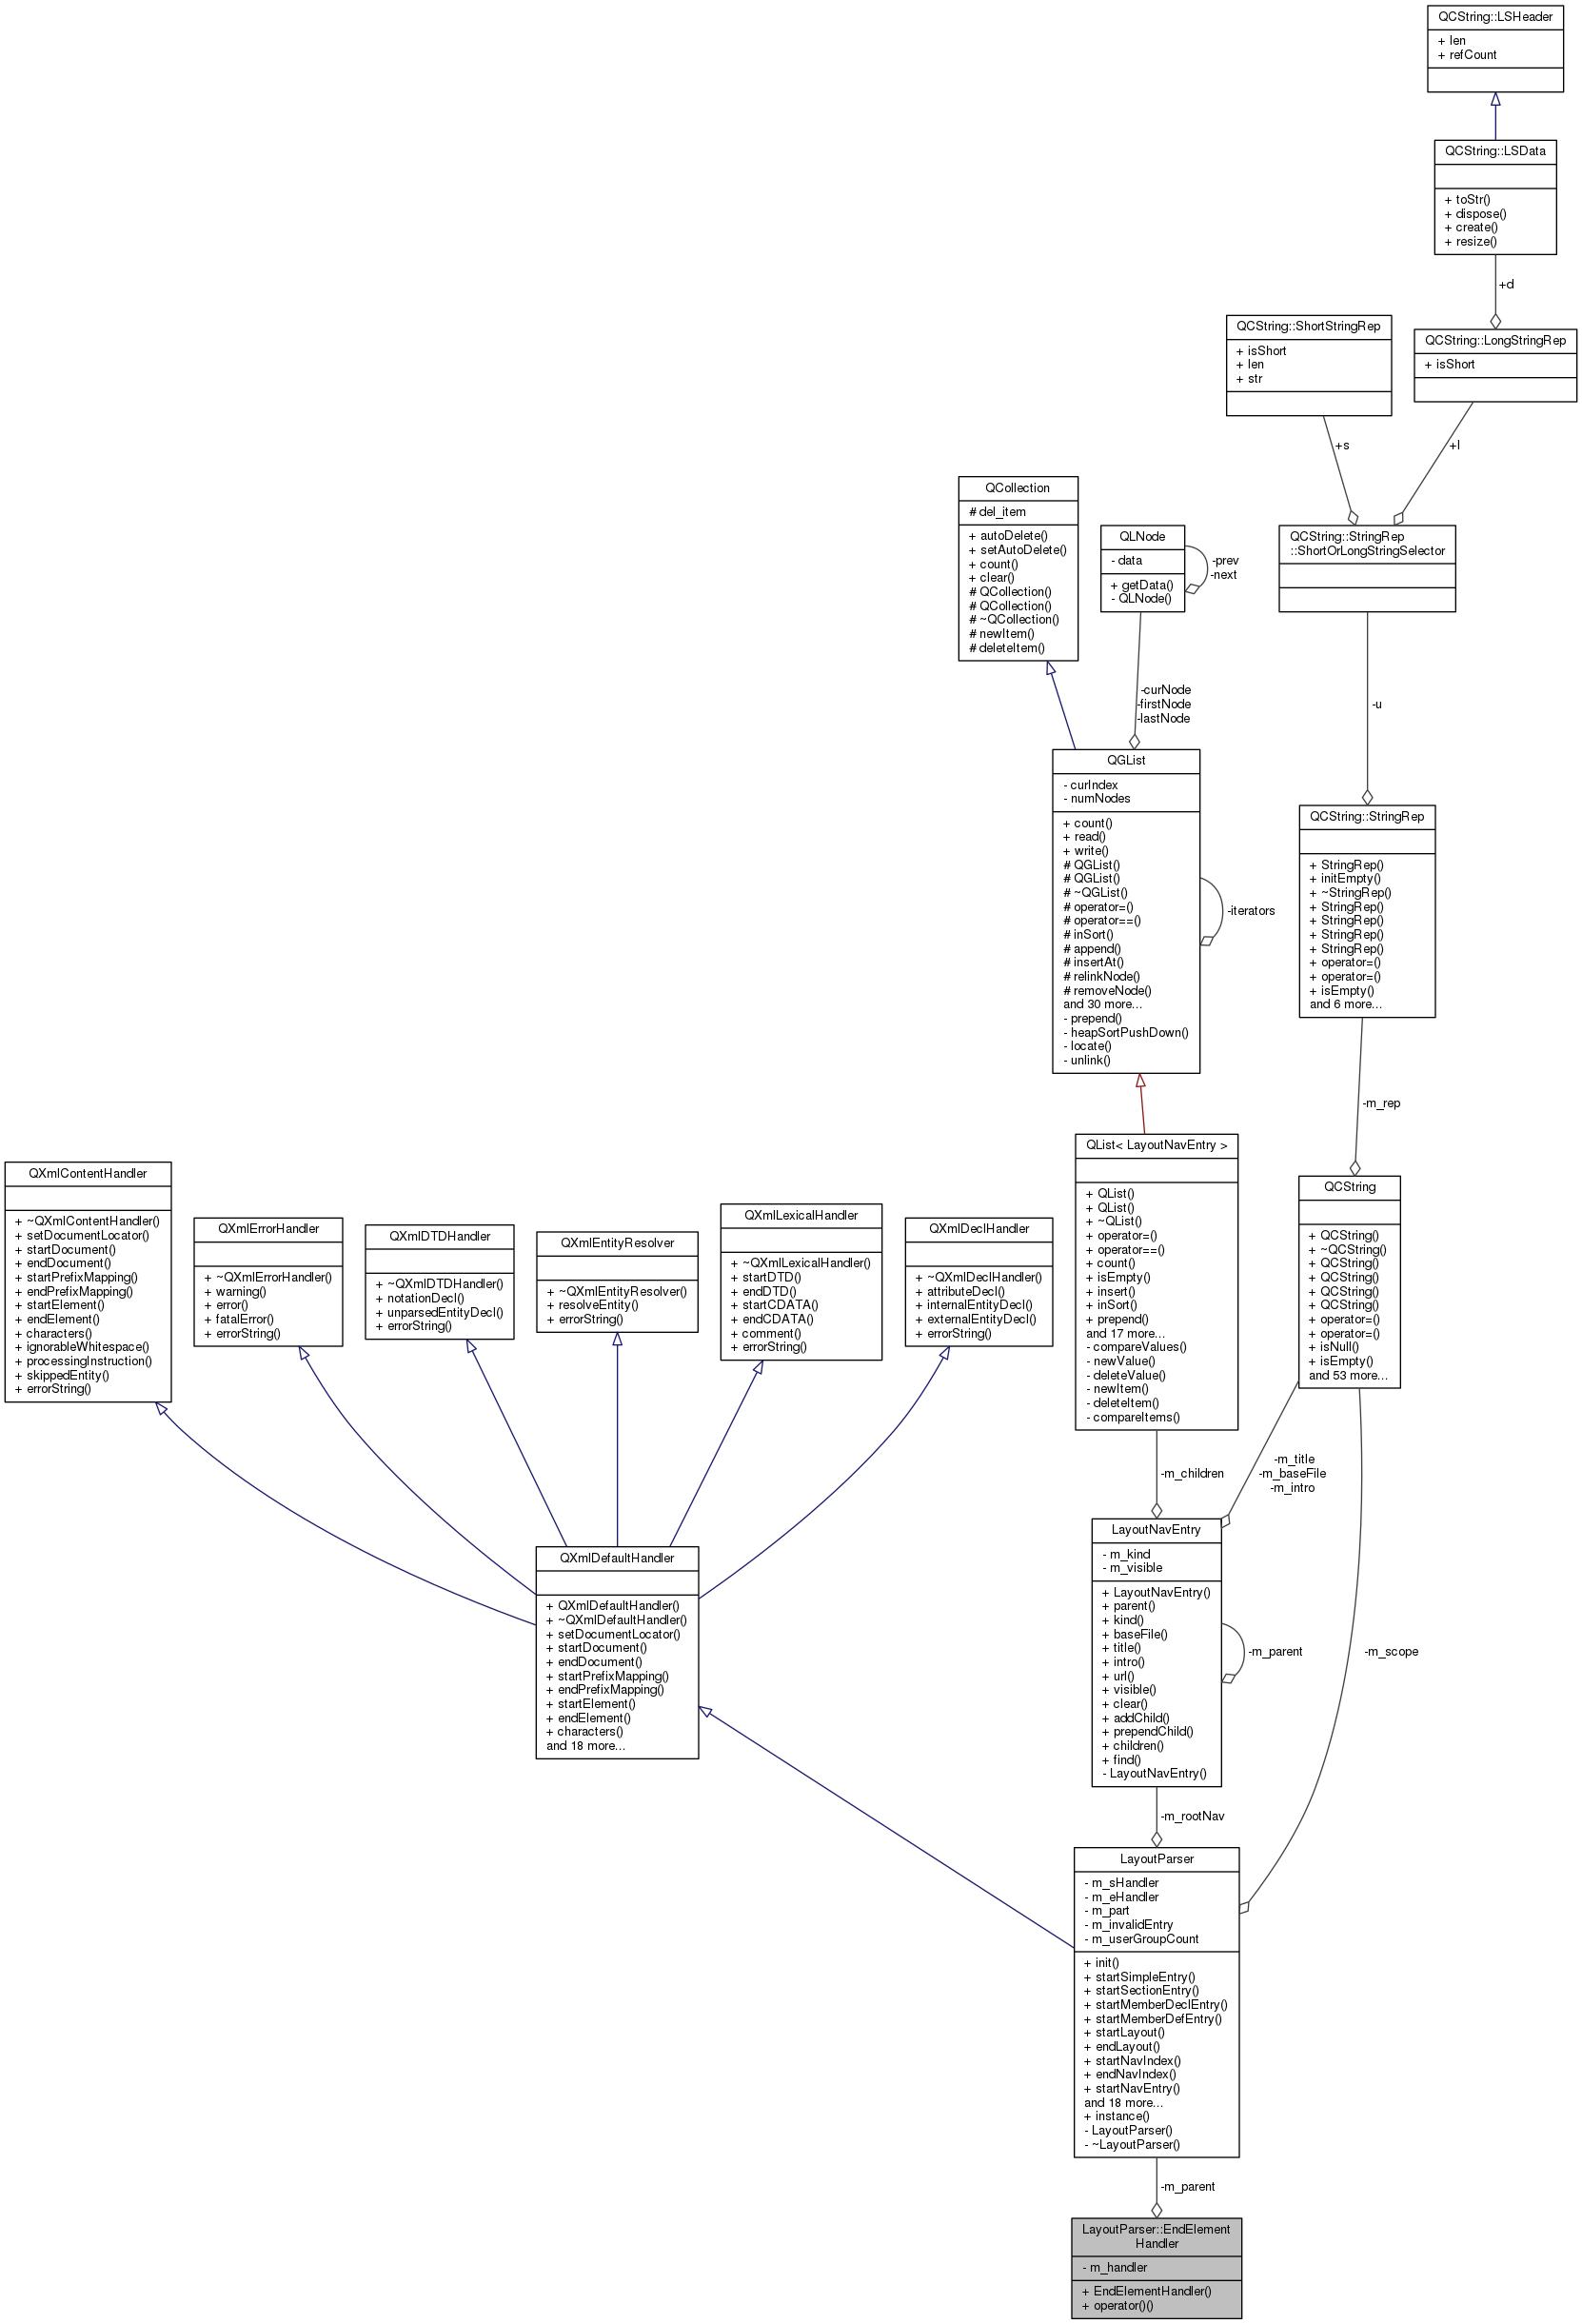 QCString::LSHeader
+ len
+ refCount
QCString::LSData
+ toStr()
+ dispose()
+ create()
+ resize()
+d
QCString::ShortStringRep
+ isShort
+ len
+ str
QCString::LongStringRep
+ isShort
+s
+l
QCollection
# del_item
+ autoDelete()
+ setAutoDelete()
+ count()
+ clear()
# QCollection()
# QCollection()
# ~QCollection()
# newItem()
# deleteItem()
QLNode
- data
+ getData()
- QLNode()
-prev
-next
QCString::StringRep
::ShortOrLongStringSelector
-curNode
-firstNode
-lastNode
-u
QGList
- curIndex
- numNodes
+ count()
+ read()
+ write()
# QGList()
# QGList()
# ~QGList()
# operator=()
# operator==()
# inSort()
# append()
# insertAt()
# relinkNode()
# removeNode()
and 30 more...
- prepend()
- heapSortPushDown()
- locate()
- unlink()
-iterators
QCString::StringRep
+ StringRep()
+ initEmpty()
+ ~StringRep()
+ StringRep()
+ StringRep()
+ StringRep()
+ StringRep()
+ operator=()
+ operator=()
+ isEmpty()
and 6 more...
-m_rep
QXmlContentHandler
+ ~QXmlContentHandler()
+ setDocumentLocator()
+ startDocument()
+ endDocument()
+ startPrefixMapping()
+ endPrefixMapping()
+ startElement()
+ endElement()
+ characters()
+ ignorableWhitespace()
+ processingInstruction()
+ skippedEntity()
+ errorString()
QXmlErrorHandler
+ ~QXmlErrorHandler()
+ warning()
+ error()
+ fatalError()
+ errorString()
QXmlDTDHandler
+ ~QXmlDTDHandler()
+ notationDecl()
+ unparsedEntityDecl()
+ errorString()
QXmlEntityResolver
+ ~QXmlEntityResolver()
+ resolveEntity()
+ errorString()
QXmlLexicalHandler
+ ~QXmlLexicalHandler()
+ startDTD()
+ endDTD()
+ startCDATA()
+ endCDATA()
+ comment()
+ errorString()
QXmlDeclHandler
+ ~QXmlDeclHandler()
+ attributeDecl()
+ internalEntityDecl()
+ externalEntityDecl()
+ errorString()
QList< LayoutNavEntry >
+ QList()
+ QList()
+ ~QList()
+ operator=()
+ operator==()
+ count()
+ isEmpty()
+ insert()
+ inSort()
+ prepend()
and 17 more...
- compareValues()
- newValue()
- deleteValue()
- newItem()
- deleteItem()
- compareItems()
QCString
+ QCString()
+ ~QCString()
+ QCString()
+ QCString()
+ QCString()
+ QCString()
+ operator=()
+ operator=()
+ isNull()
+ isEmpty()
and 53 more...
-m_children
-m_title
-m_baseFile
-m_intro
QXmlDefaultHandler
+ QXmlDefaultHandler()
+ ~QXmlDefaultHandler()
+ setDocumentLocator()
+ startDocument()
+ endDocument()
+ startPrefixMapping()
+ endPrefixMapping()
+ startElement()
+ endElement()
+ characters()
and 18 more...
LayoutNavEntry
- m_kind
- m_visible
+ LayoutNavEntry()
+ parent()
+ kind()
+ baseFile()
+ title()
+ intro()
+ url()
+ visible()
+ clear()
+ addChild()
+ prependChild()
+ children()
+ find()
- LayoutNavEntry()
-m_parent
-m_scope
-m_rootNav
LayoutParser
- m_sHandler
- m_eHandler
- m_part
- m_invalidEntry
- m_userGroupCount
+ init()
+ startSimpleEntry()
+ startSectionEntry()
+ startMemberDeclEntry()
+ startMemberDefEntry()
+ startLayout()
+ endLayout()
+ startNavIndex()
+ endNavIndex()
+ startNavEntry()
and 18 more...
+ instance()
- LayoutParser()
- ~LayoutParser()
-m_parent
LayoutParser::EndElement
Handler
- m_handler
+ EndElementHandler()
+ operator()()